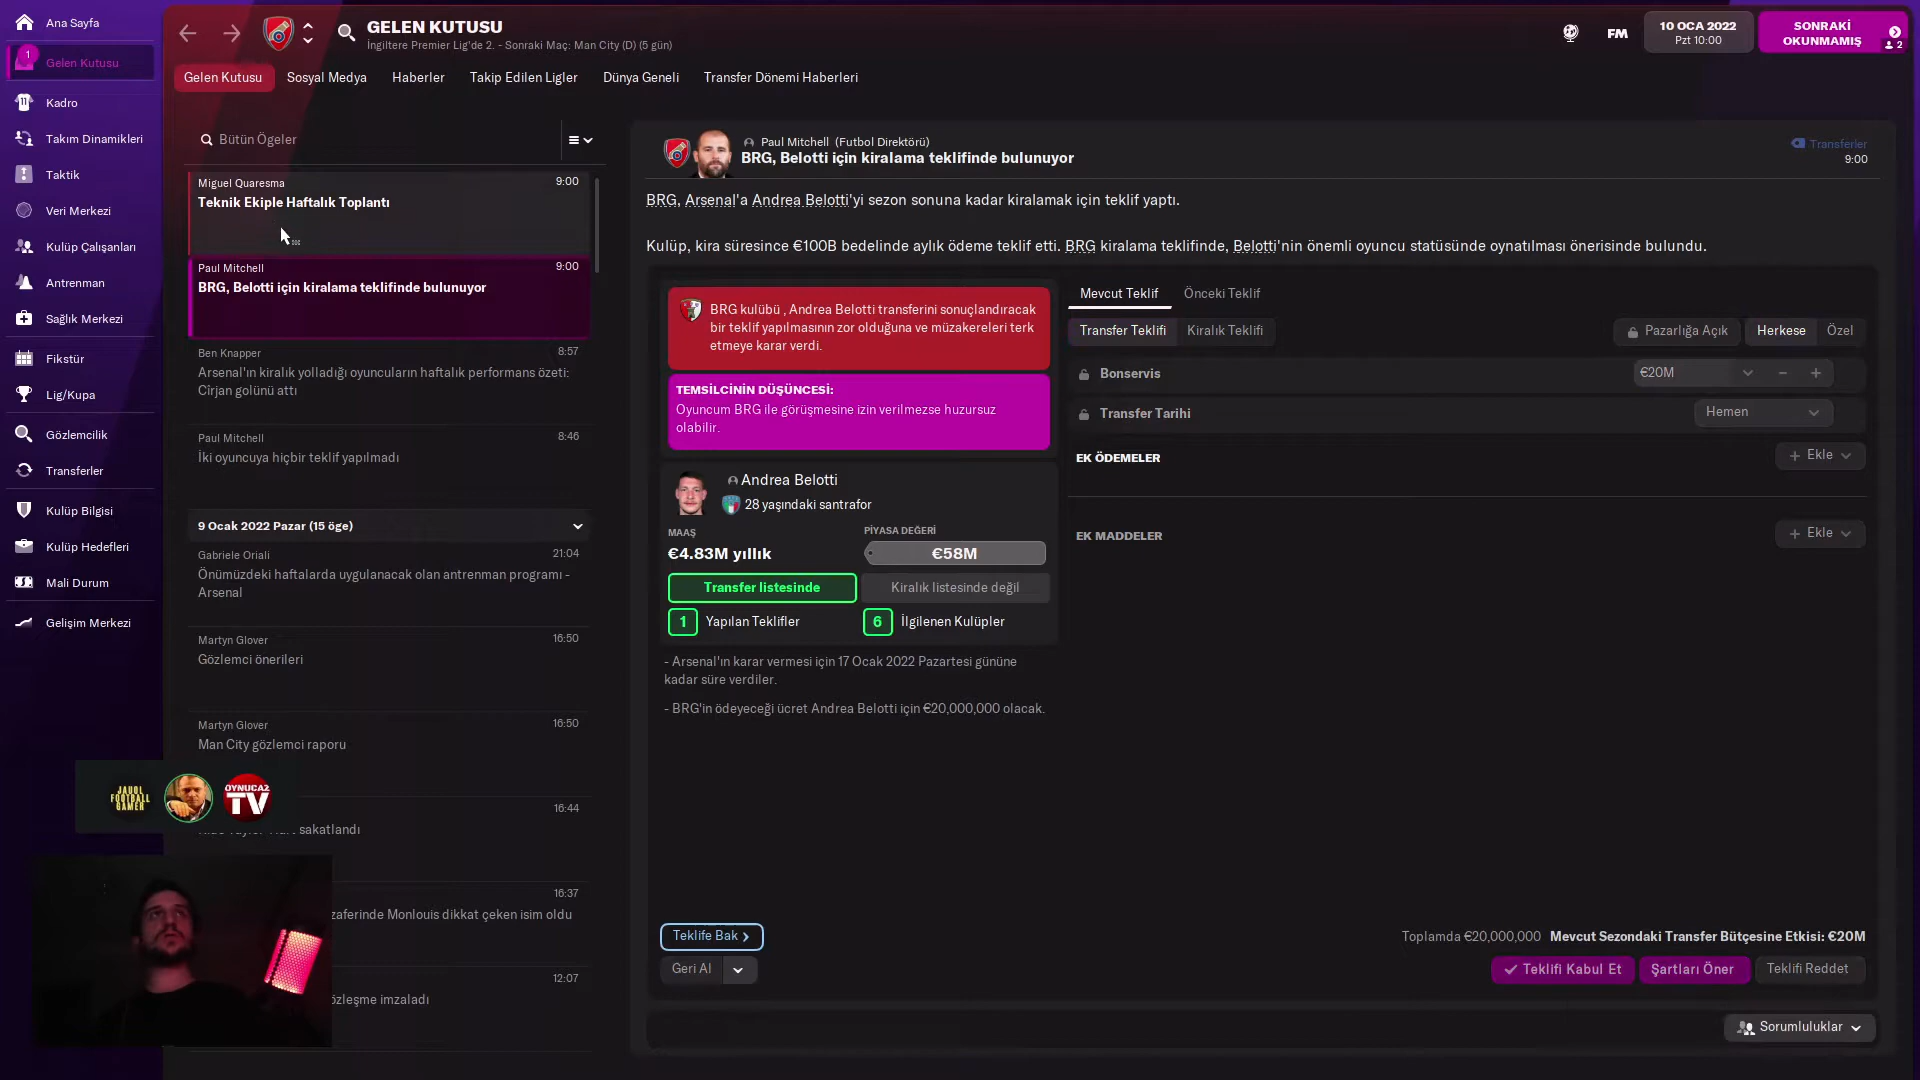 Ana Sayfa
1
Gelen Kutusu
Kadro
Takım Dinamikleri
Taktik
Veri Merkezi
Kulüp Çalışanları
Antrenman
Sağlık Merkezi
Fikstür
Lig/Kupa
Gözlemcilik
Transferler
Kulüp Bilgisi
Kulüp Hedefleri
Mali Durum
Gelişim Merkezi
GELEN KUTUSU
İngiltere Premier Lig'de 2. - Sonraki Maç: Man City (D) (5 gün)
FM
10 OCA 2022
Pzt 10:00
SONRAKİ
OKUNMAMIŞ
2
Gelen Kutusu
Sosyal Medya
Haberler
Takip Edilen Ligler
Dünya Geneli
Transfer Dönemi Haberleri
Bütün Ögeler
Miguel Quaresma 9:00
Teknik Ekiple Haftalık Toplantı
Paul Mitchell 9:00
BRG, Belotti için kiralama teklifinde bulunuyor
Ben Knapper 8:57
Arsenal'ın kiralık yolladığı oyuncuların haftalık performans özeti:
Cîrjan golünü attı
Paul Mitchell 8:46
İki oyuncuya hiçbir teklif yapılmadı
9 Ocak 2022 Pazar (15 öge)
Gabriele Oriali 21:04
Önümüzdeki haftalarda uygulanacak olan antrenman programı -
Arsenal
Martyn Glover 16:50
Gözlemci önerileri
Martyn Glover 16:50
Man City gözlemci raporu
JAUOL
FOOTBALL
GAMER
OYNUCAZ
TV
16:44
sakatlandı
16:37
zaferinde Monlouis dikkat çeken isim oldu
12:07
özleşme imzaladı
Paul Mitchell (Futbol Direktörü)
BRG, Belotti için kiralama teklifinde bulunuyor
Transferler
9:00
BRG, Arsenal'a Andrea Belotti'yi sezon sonuna kadar kiralamak için teklif yaptı.
Kulüp, kira süresince €100B bedelinde aylık ödeme teklif etti. BRG kiralama teklifinde, Belotti'nin önemli oyuncu statüsünde oynatılması önerisinde bulundu.
BRG kulübü , Andrea Belotti transferini sonuçlandıracak
bir teklif yapılmasının zor olduğuna ve müzakereleri terk
etmeye karar verdi.
TEMSİLCİNİN DÜŞÜNCESİ:
Oyuncum BRG ile görüşmesine izin verilmezse huzursuz
olabilir.
Andrea Belotti
28 yaşındaki santrafor
MAAŞ
€4.83M yıllık
PİYASA DEĞERİ
€58M
Transfer listesinde
Kiralık listesinde değil
1 Yapılan Teklifler
6 İlgilenen Kulüpler
- Arsenal'ın karar vermesi için 17 Ocak 2022 Pazartesi gününe
kadar süre verdiler.
- BRG'in ödeyeceği ücret Andrea Belotti için €20,000,000 olacak.
Mevcut Teklif
Önceki Teklif
Transfer Teklifi
Kiralık Teklifi
Pazarlığa Açık
Herkese
Özel
Bonservis
€20M
Transfer Tarihi
Hemen
EK ÖDEMELER
Ekle
EK MADDELER
Ekle
Teklife Bak
Geri Al
Toplamda €20,000,000 Mevcut Sezondaki Transfer Bütçesine Etkisi: €20M
Teklifi Kabul Et
Şartları Öner
Teklifi Reddet
Sorumluluklar